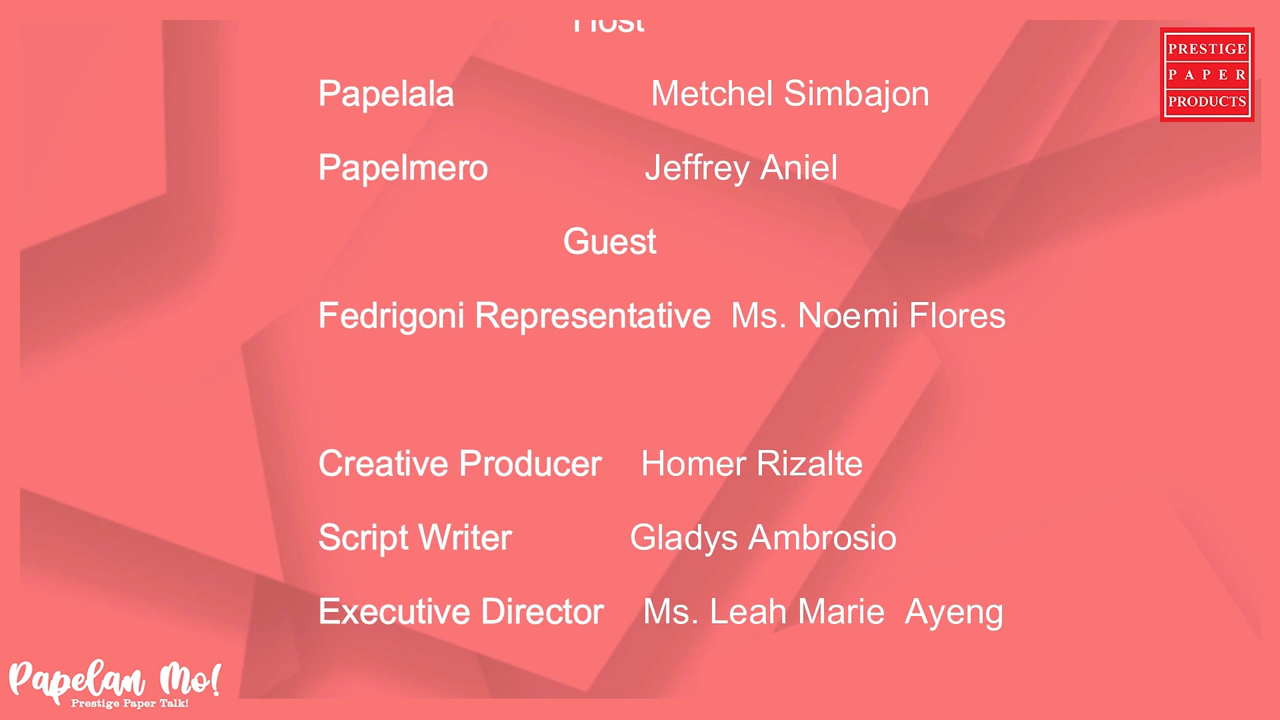 Host
PRESTIGE
PAPER
PRODUCTS
Papelala Metchel Simbajon
Papelmero Jeffrey Aniel
Guest
Fedrigoni Representative Ms. Noemi Flores
Creative Producer Homer Rizalte
Script Writer Gladys Ambrosio
Executive Director Ms. Leah Marie Ayeng
Papelan Mo!
Prestige Paper Talk!